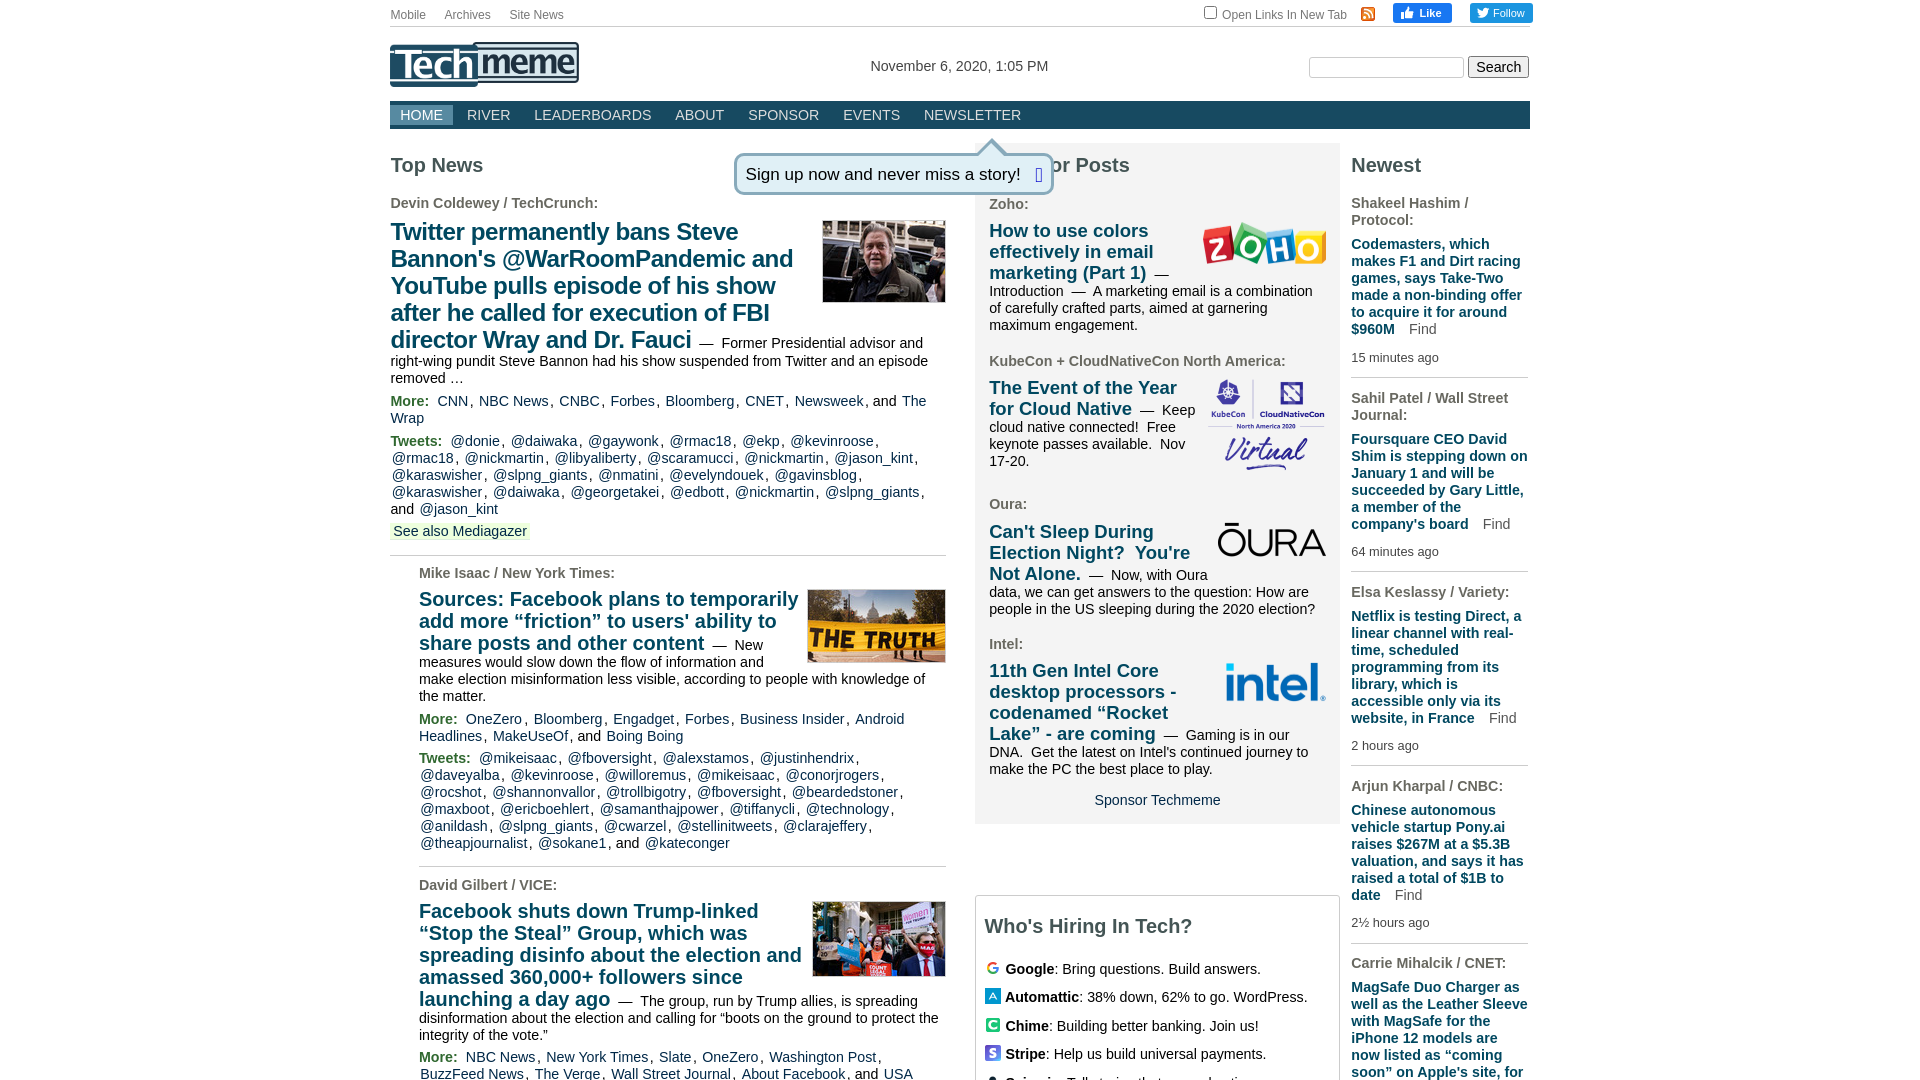 Mobile Archives Site News Open Links In New Tab Like Follow
Techmeme November 6, 2020, 1:05 PM Search
HOME RIVER LEADERBOARDS ABOUT SPONSOR EVENTS NEWSLETTER
Sign up now and never miss a story!
Top News
Devin Coldewey / TechCrunch:
Twitter permanently bans Steve
Bannon's @WarRoomPandemic and
YouTube pulls episode of his show
after he called for execution of FBI
director Wray and Dr. Fauci — Former Presidential advisor and
right-wing pundit Steve Bannon had his show suspended from Twitter and an episode
removed …
More: CNN, NBC News, CNBC, Forbes, Bloomberg, CNET, Newsweek, and The
Wrap
Tweets: @donie, @daiwaka, @gaywonk, @rmac18, @ekp, @kevinroose,
@rmac18, @nickmartin, @libyaliberty, @scaramucci, @nickmartin, @jason_kint,
@karaswisher, @slpng_giants, @nmatini, @evelyndouek, @gavinsblog,
@karaswisher, @daiwaka, @georgetakei, @edbott, @nickmartin, @slpng_giants,
and @jason_kint
See also Mediagazer
Mike Isaac / New York Times:
Sources: Facebook plans to temporarily
add more “friction” to users' ability to
share posts and other content — New
measures would slow down the flow of information and
make election misinformation less visible, according to people with knowledge of
the matter.
THE TRUTH
More: OneZero, Bloomberg, Engadget, Forbes, Business Insider, Android
Headlines, MakeUseOf, and Boing Boing
Tweets: @mikeisaac, @fboversight, @alexstamos, @justinhendrix,
@daveyalba, @kevinroose, @willoremus, @mikeisaac, @conorjrogers,
@rocshot, @shannonvallor, @trollbigotry, @fboversight, @beardedstoner,
@maxboot, @ericboehlert, @samanthajpower, @tiffanycli, @technology,
@anildash, @slpng_giants, @cwarzel, @stellinitweets, @clarajeffery,
@theapjournalist, @sokane1, and @kateconger
David Gilbert / VICE:
Facebook shuts down Trump-linked
“Stop the Steal” Group, which was
spreading disinfo about the election and
amassed 360,000+ followers since
launching a day ago — The group, run by Trump allies, is spreading
disinformation about the election and calling for “boots on the ground to protect the
integrity of the vote.”
More: NBC News, New York Times, Slate, OneZero, Washington Post,
BuzzFeed News, The Verge, Wall Street Journal, About Facebook, and USA
or Posts
Zoho:
How to use colors
effectively in email
marketing (Part 1) —
Introduction — A marketing email is a combination
of carefully crafted parts, aimed at garnering
maximum engagement.
ZOHO
KubeCon + CloudNativeCon North America:
The Event of the Year
for Cloud Native — Keep
cloud native connected! Free
keynote passes available. Nov
17-20.
KubeCon CloudNativeCon
North America 2020
Virtual
Oura:
Can't Sleep During
Election Night? You're
Not Alone. — Now, with Oura
data, we can get answers to the question: How are
people in the US sleeping during the 2020 election?
ŌURA
Intel:
11th Gen Intel Core
desktop processors -
codenamed “Rocket
Lake” - are coming — Gaming is in our
DNA. Get the latest on Intel's continued journey to
make the PC the best place to play.
intel
Sponsor Techmeme
Who's Hiring In Tech?
Google: Bring questions. Build answers.
Automattic: 38% down, 62% to go. WordPress.
Chime: Building better banking. Join us!
Stripe: Help us build universal payments.
Newest
Shakeel Hashim /
Protocol:
Codemasters, which
makes F1 and Dirt racing
games, says Take-Two
made a non-binding offer
to acquire it for around
$960M Find
15 minutes ago
Sahil Patel / Wall Street
Journal:
Foursquare CEO David
Shim is stepping down on
January 1 and will be
succeeded by Gary Little,
a member of the
company's board Find
64 minutes ago
Elsa Keslassy / Variety:
Netflix is testing Direct, a
linear channel with real-
time, scheduled
programming from its
library, which is
accessible only via its
website, in France Find
2 hours ago
Arjun Kharpal / CNBC:
Chinese autonomous
vehicle startup Pony.ai
raises $267M at a $5.3B
valuation, and says it has
raised a total of $1B to
date Find
2½ hours ago
Carrie Mihalcik / CNET:
MagSafe Duo Charger as
well as the Leather Sleeve
with MagSafe for the
iPhone 12 models are
now listed as “coming
soon” on Apple's site, for